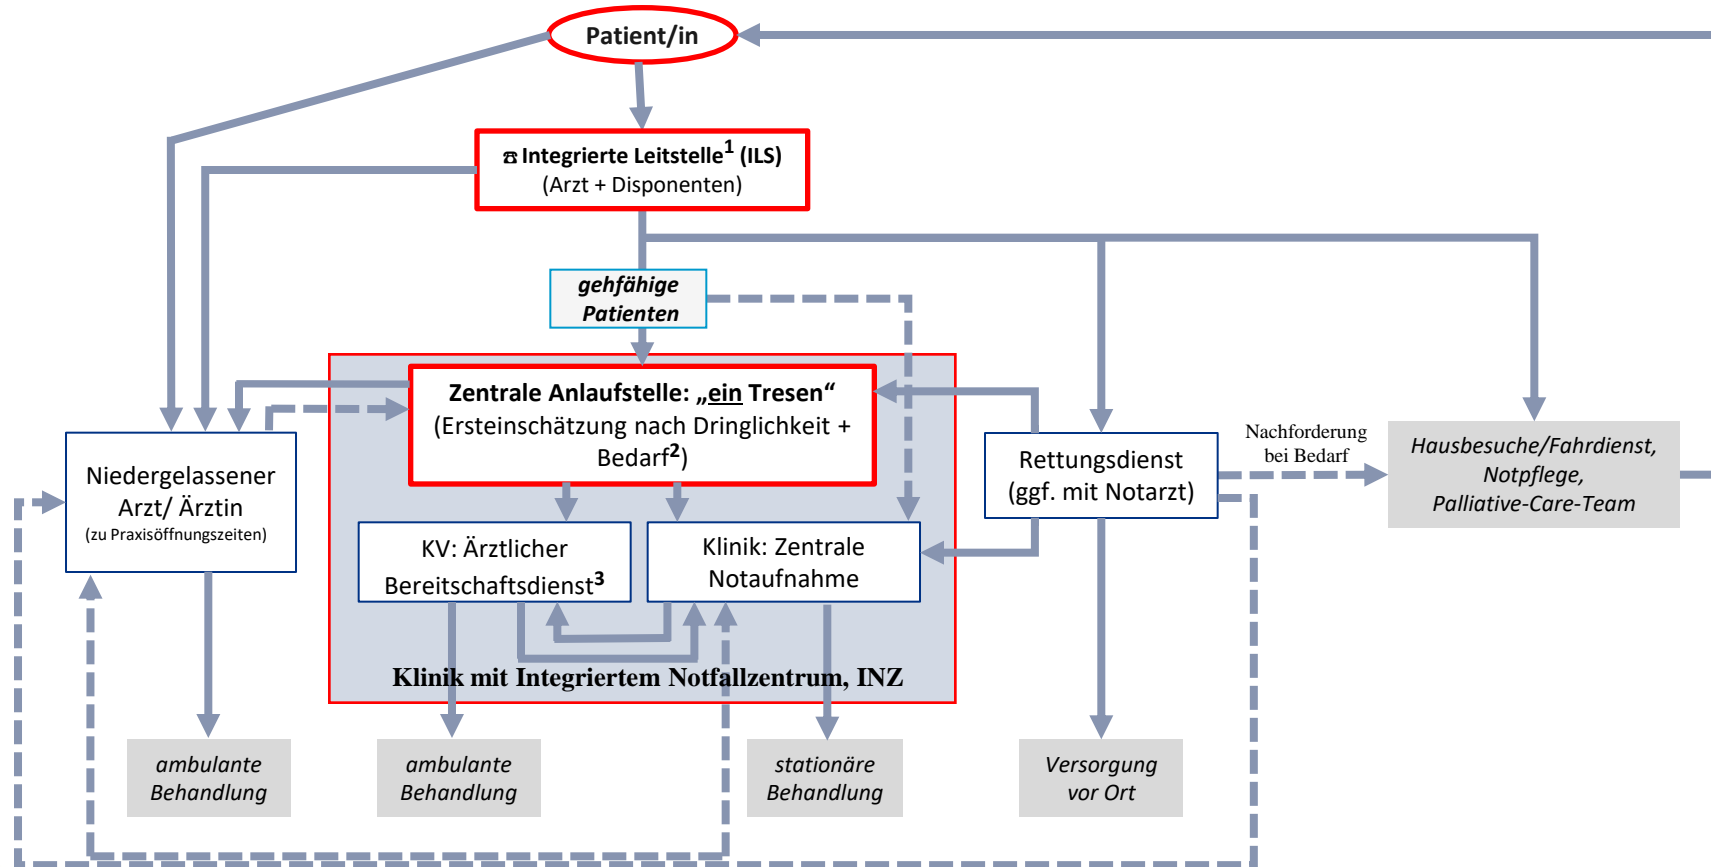 Patient/in
☎ Integrierte Leitstelle¹ (ILS)
(Arzt + Disponenten)
gehfähige
Patienten
Zentrale Anlaufstelle: „ein Tresen“
(Ersteinschätzung nach Dringlichkeit +
Bedarf²)
Niedergelassener
Arzt/ Ärztin
(zu Praxisöffnungszeiten)
KV: Ärztlicher
Bereitschaftsdienst³
Klinik: Zentrale
Notaufnahme
Klinik mit Integriertem Notfallzentrum, INZ
Rettungsdienst
(ggf. mit Notarzt)
Nachforderung
bei Bedarf
Hausbesuche/Fahrdienst,
Notpflege,
Palliative-Care-Team
ambulante
Behandlung
ambulante
Behandlung
stationäre
Behandlung
Versorgung
vor Ort